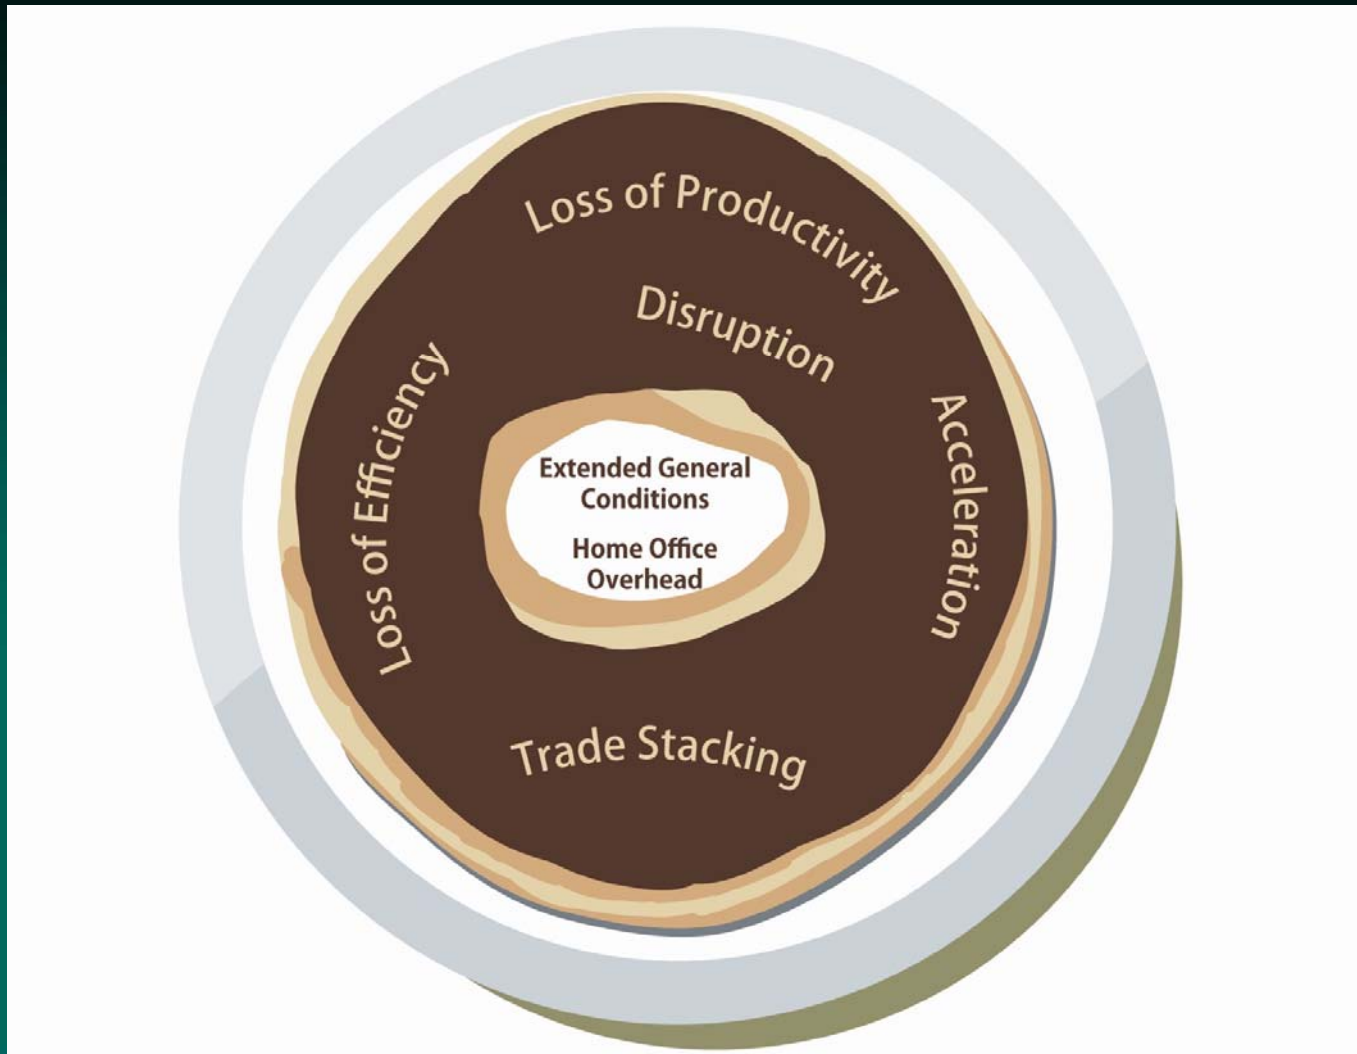 Loss of Productivity
Disruption
Loss of Efficiency
Acceleration
Extended General
Conditions
Home Office
Overhead
Trade Stacking